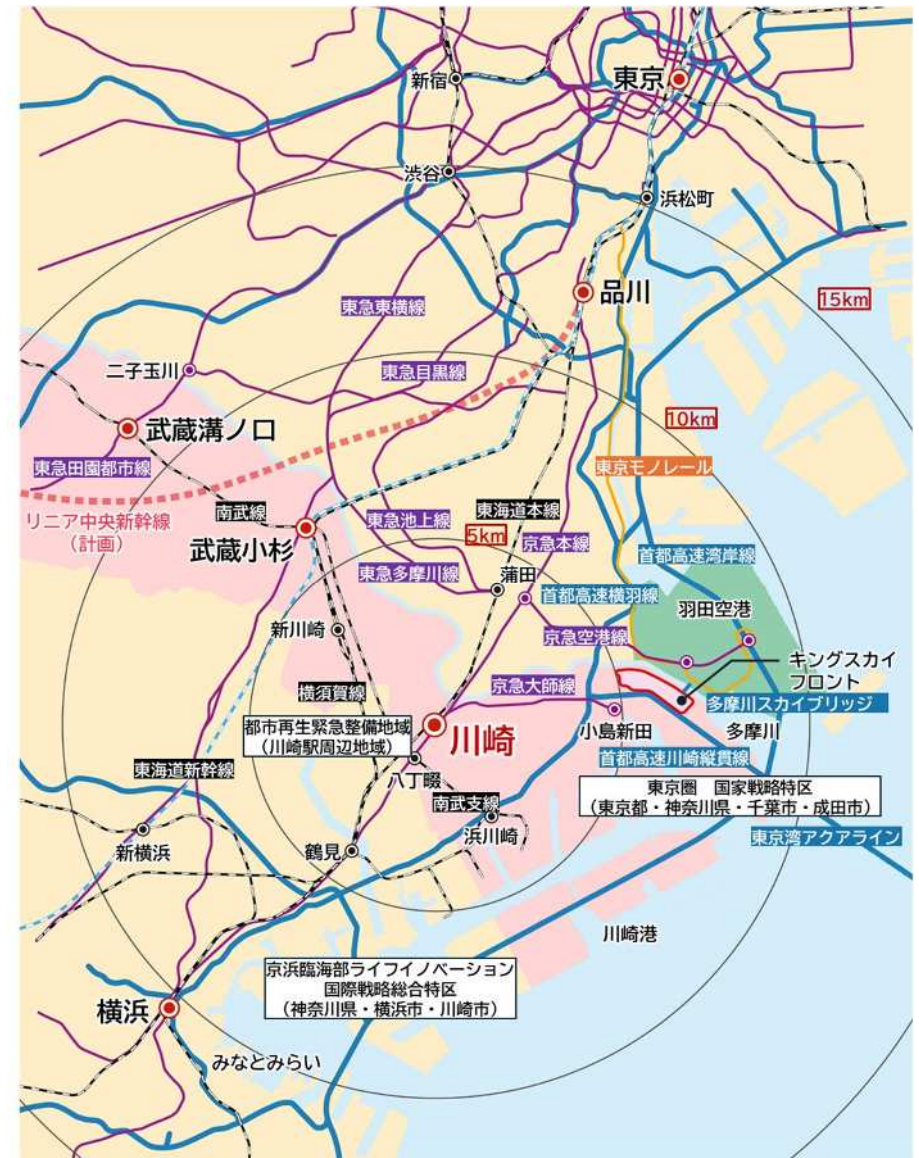 新宿
東京
渋谷
浜松町
品川
15km
東急東横線
二子玉川
東急目黒線
武蔵溝ノ口
10km
東急田園都市線
東京モノレール
リニア中央新幹線
（計画）
南武線
武蔵小杉
東急池上線
東海道本線
5km
京急本線
東急多摩川線
蒲田
首都高速湾岸線
首都高速横羽線
羽田空港
新川崎
京急空港線
キングスカイ
フロント
横須賀線
京急大師線
多摩川スカイブリッジ
都市再生緊急整備地域
（川崎駅周辺地域）
川崎
小島新田
多摩川
東海道新幹線
八丁畷
首都高速川崎縦貫線
南武支線
東京圏　国家戦略特区
（東京都・神奈川県・千葉市・成田市）
新横浜
鶴見
浜川崎
東京湾アクアライン
川崎港
京浜臨海部ライフイノベーション
国際戦略総合特区
（神奈川県・横浜市・川崎市）
横浜
みなとみらい